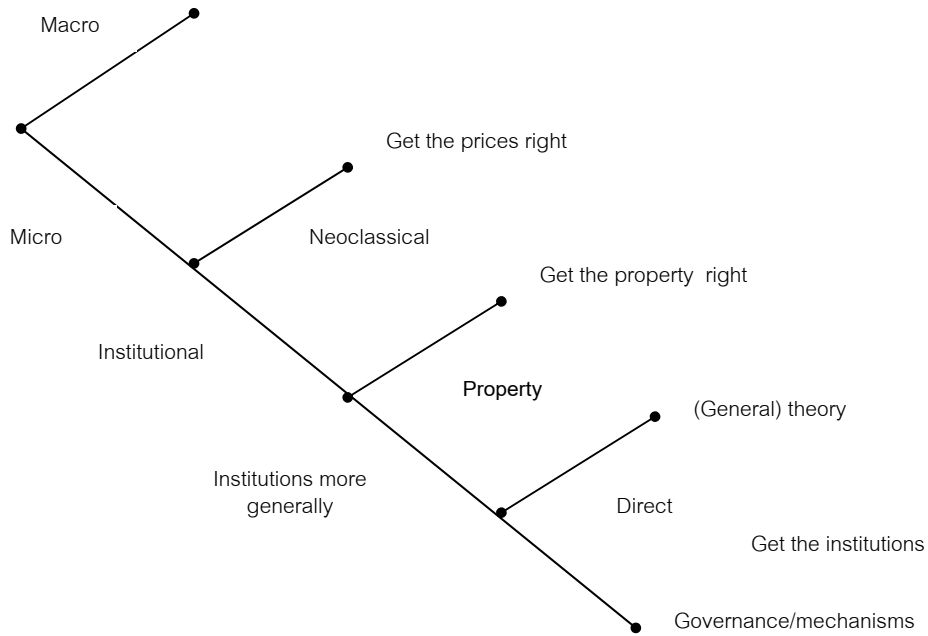 Macro
Get the prices right
Micro
Neoclassical
Get the property right
Institutional
Property
(General) theory
Institutions more
generally
Direct
Get the institutions
Governance/mechanisms